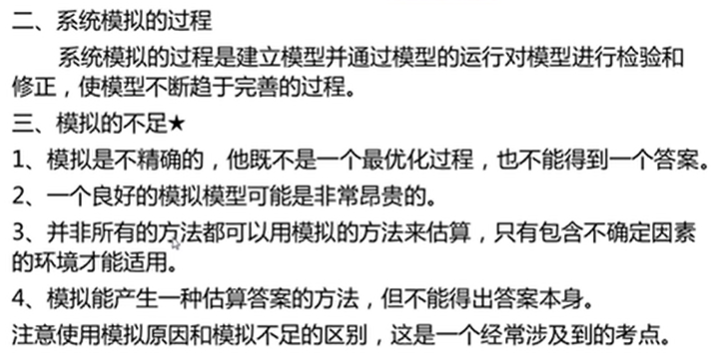 二、系统模拟的过程
系统模拟的过程是建立模型并通过模型的运行对模型进行检验和
修正，使模型不断趋于完善的过程。
三、模拟的不足★
1、模拟是不精确的，他既不是一个最优化过程，也不能得到一个答案。
2、一个良好的模拟模型可能是非常昂贵的。
3、并非所有的方法都可以用模拟的方法来估算，只有包含不确定因素
的环境才能适用。
4、模拟能产生一种估算答案的方法，但不能得出答案本身。
注意使用模拟原因和模拟不足的区别，这是一个经常涉及到的考点。